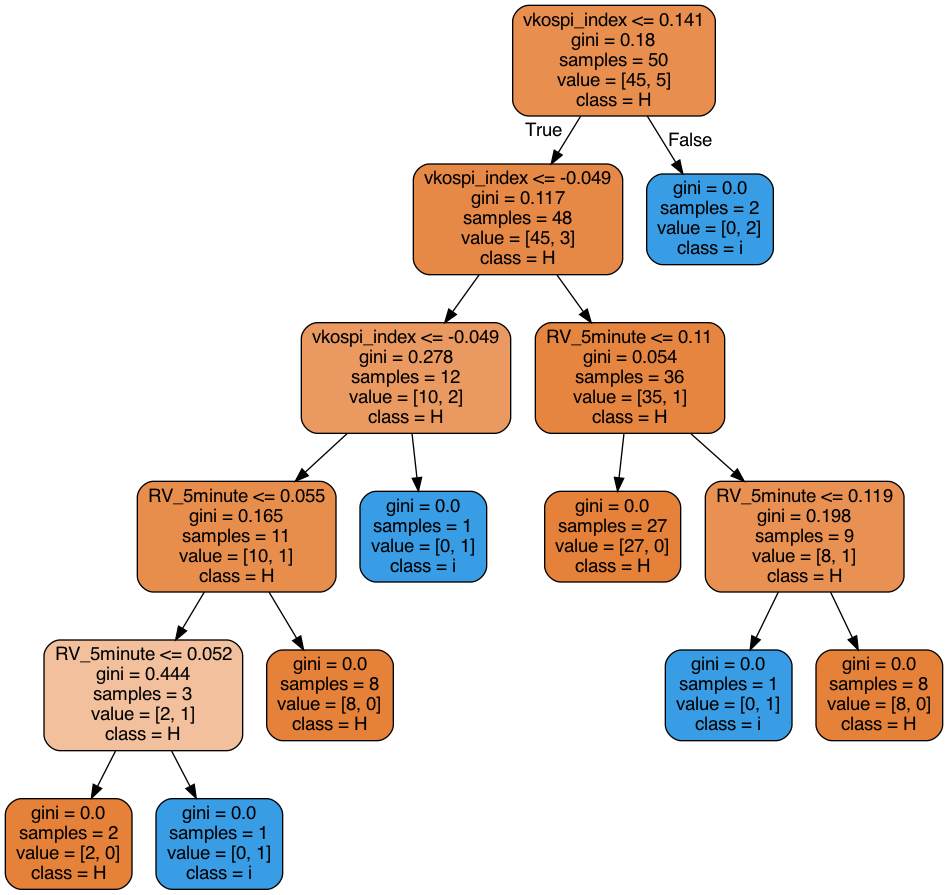 vkospi_index <= 0.141
gini = 0.18
samples = 50
value = [45, 5]
class = H
True
False
vkospi_index <= -0.049
gini = 0.117
samples = 48
value = [45, 3]
class = H
gini = 0.0
samples = 2
value = [0, 2]
class = i
vkospi_index <= -0.049
gini = 0.278
samples = 12
value = [10, 2]
class = H
RV_5minute <= 0.11
gini = 0.054
samples = 36
value = [35, 1]
class = H
RV_5minute <= 0.055
gini = 0.165
samples = 11
value = [10, 1]
class = H
gini = 0.0
samples = 1
value = [0, 1]
class = i
gini = 0.0
samples = 27
value = [27, 0]
class = H
RV_5minute <= 0.119
gini = 0.198
samples = 9
value = [8, 1]
class = H
RV_5minute <= 0.052
gini = 0.444
samples = 3
value = [2, 1]
class = H
gini = 0.0
samples = 8
value = [8, 0]
class = H
gini = 0.0
samples = 1
value = [0, 1]
class = i
gini = 0.0
samples = 8
value = [8, 0]
class = H
gini = 0.0
samples = 2
value = [2, 0]
class = H
gini = 0.0
samples = 1
value = [0, 1]
class = i